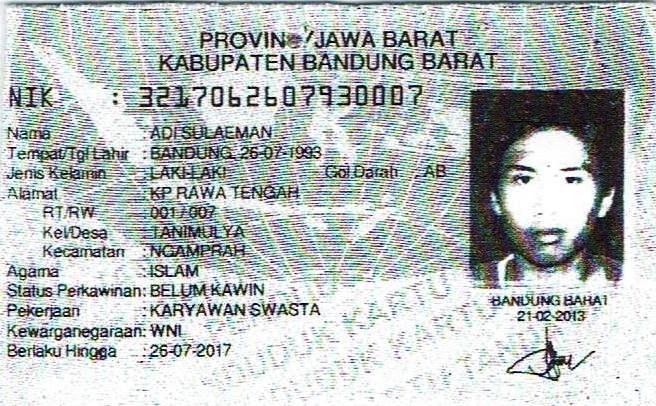 PROVINSI JAWA BARAT
KABUPATEN BANDUNG BARAT
NIK : 3217062607930007
Nama : ADI SULAEMAN
Tempat/Tgl Lahir : BANDUNG, 26-07-1993
Jenis Kelamin : LAKI-LAKI Gol Darah : AB
Alamat : KP RAWA TENGAH
RT/RW : 001/007
Kel/Desa : TANIMULYA
Kecamatan : NGAMPRAH
Agama : ISLAM
Status Perkawinan: BELUM KAWIN
Pekerjaan : KARYAWAN SWASTA
Kewarganegaraan: WNI
Berlaku Hingga : 26-07-2017
BANDUNG BARAT
21-02-2013